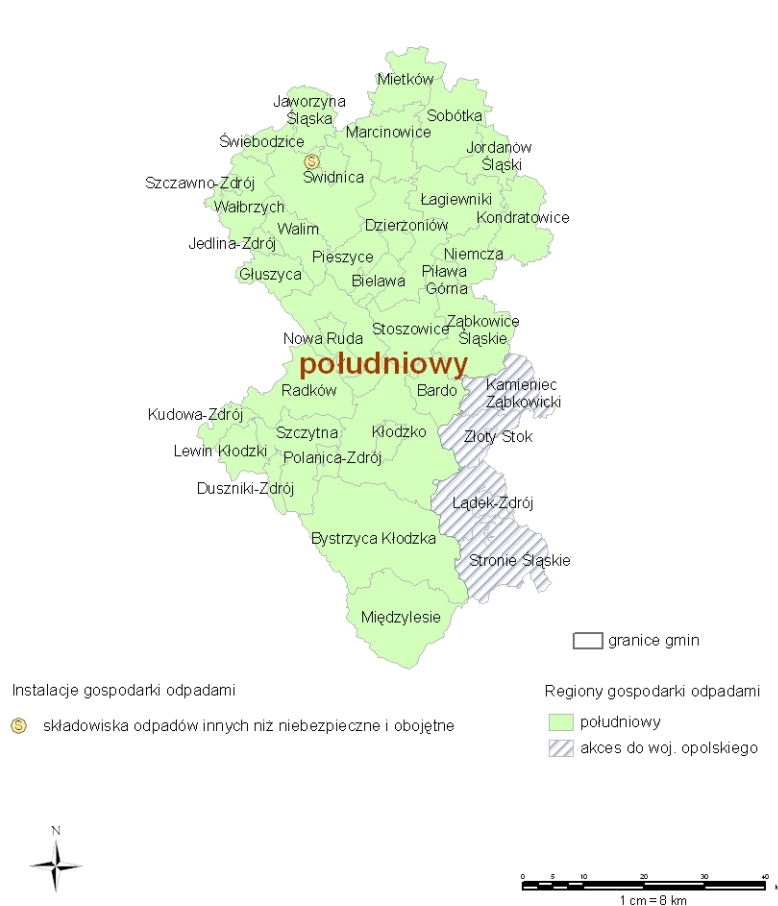 Mietków
Jaworzyna
Śląska
Sobótka
Marcinowice
Świebodzice
Jordanów
Śląski
S
Świdnica
Szczawno-Zdrój
Łagiewniki
Wałbrzych
Kondratowice
Dzierżoniów
Walim
Jedlina-Zdrój
Niemcza
Pieszyce
Głuszyca
Piława
Górna
Bielawa
Ząbkowice
Śląskie
Stoszowice
Nowa Ruda
południowy
Kamieniec
Ząbkowicki
Radków
Bardo
Kudowa-Zdrój
Szczytna
Kłodzko
Złoty Stok
Lewin Kłodzki
Polanica-Zdrój
Duszniki-Zdrój
Lądek-Zdrój
Bystrzyca Kłodzka
Stronie Śląskie
Międzylesie
granice gmin
Instalacje gospodarki odpadami
S składowiska odpadów innych niż niebezpieczne i obojętne
Regiony gospodarki odpadami
południowy
akces do woj. opolskiego
N
0 5 10 20 30 40
1 cm = 8 km